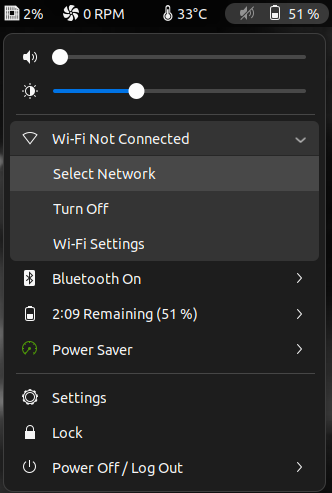 2% 0 RPM 33°C 51 %
Wi-Fi Not Connected
Select Network
Turn Off
Wi-Fi Settings
Bluetooth On
2:09 Remaining (51 %)
Power Saver
Settings
Lock
Power Off / Log Out